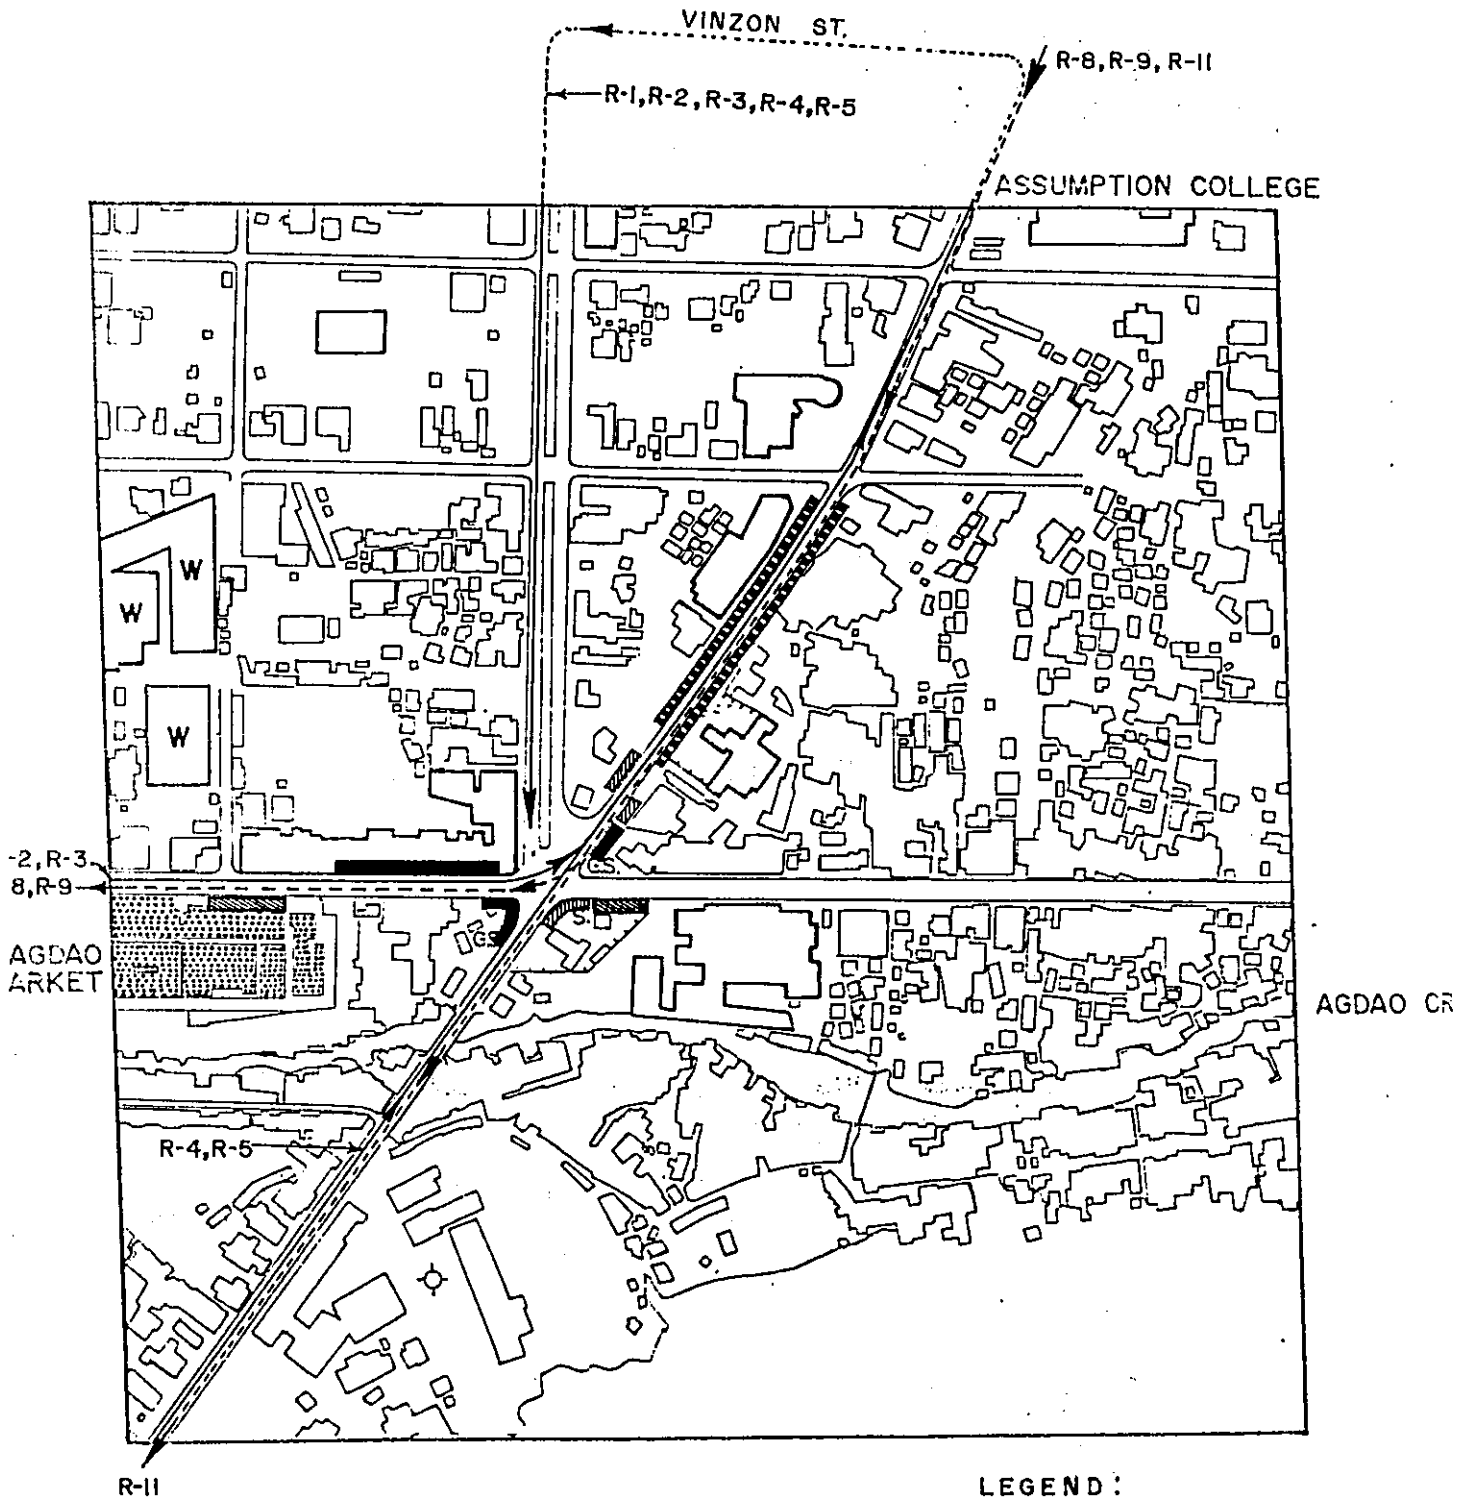 VINZON ST.
R-8, R-9, R-11
R-1, R-2, R-3, R-4, R-5
ASSUMPTION COLLEGE
W
W
W
-2, R-3
8, R-9
G.S.
G.S.
S.
AGDAO
ARKET
AGDAO CR
R-4, R-5
R-11
LEGEND: